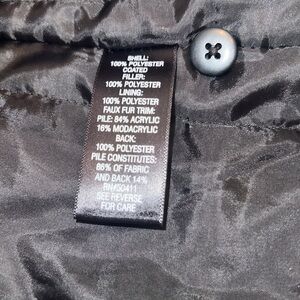 SHELL:
100% POLYESTER
COATED
FILLER:
100% POLYESTER
LINING:
100% POLYESTER
FAUX FUR TRIM:
PILE: 84% ACRYLIC
16% MODACRYLIC
BACK:
100% POLYESTER
PILE CONSTITUTES:
86% OF FABRIC
AND BACK 14%
RN#50411
SEE REVERSE
FOR CARE